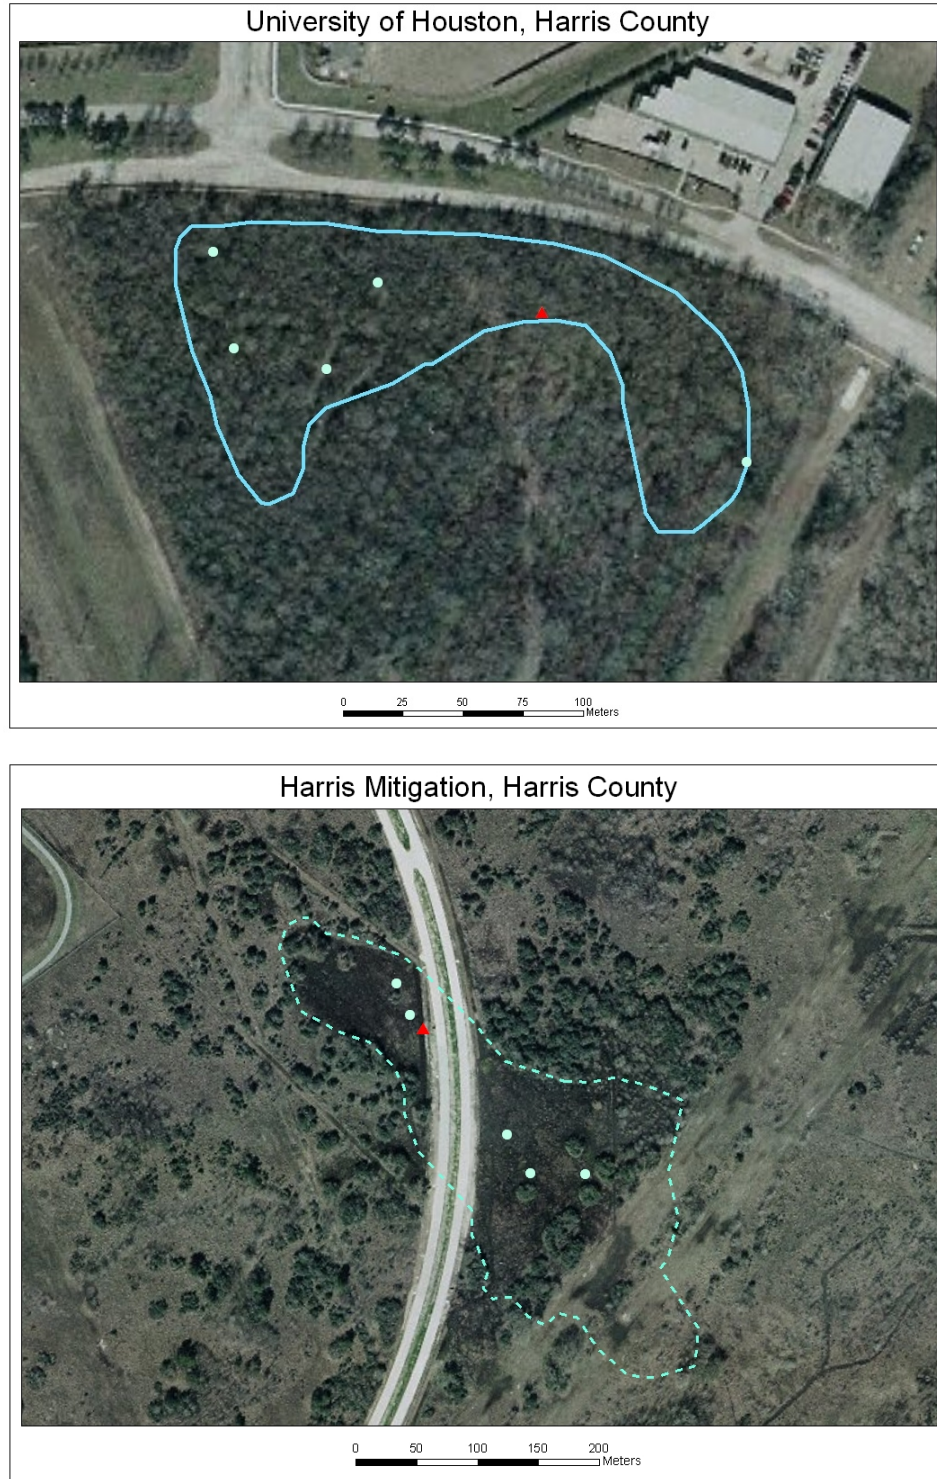 University of Houston, Harris County
0 25 50 75 100
Meters
Harris Mitigation, Harris County
0 50 100 150 200
Meters